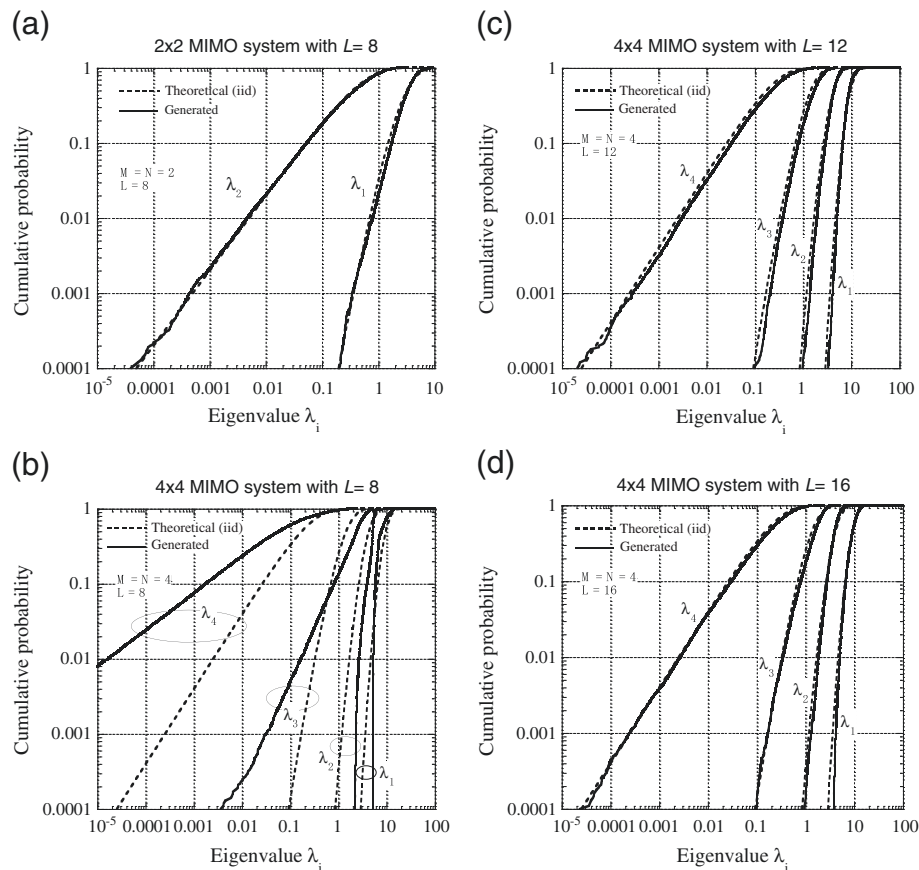 (a)
2x2 MIMO system with L= 8
Cumulative probability
1
0.1
0.01
0.001
0.0001
Theoretical (iid)
Generated
M = N = 2
L = 8
λ2
λ1
10^-5 0.0001 0.001 0.01 0.1 1 10
Eigenvalue λi
(c)
4x4 MIMO system with L= 12
Cumulative probability
1
0.1
0.01
0.001
0.0001
Theoretical (iid)
Generated
M = N = 4
L = 12
λ4
λ3
λ2
λ1
10^-5 0.0001 0.001 0.01 0.1 1 10 100
Eigenvalue λi
(b)
4x4 MIMO system with L= 8
Cumulative probability
1
0.1
0.01
0.001
0.0001
Theoretical (iid)
Generated
M = N = 4
L = 8
λ4
λ3
λ2
λ1
10^-5 0.0001 0.001 0.01 0.1 1 10 100
Eigenvalue λi
(d)
4x4 MIMO system with L= 16
Cumulative probability
1
0.1
0.01
0.001
0.0001
Theoretical (iid)
Generated
M = N = 4
L = 16
λ4
λ3
λ2
λ1
10^-5 0.0001 0.001 0.01 0.1 1 10 100
Eigenvalue λi